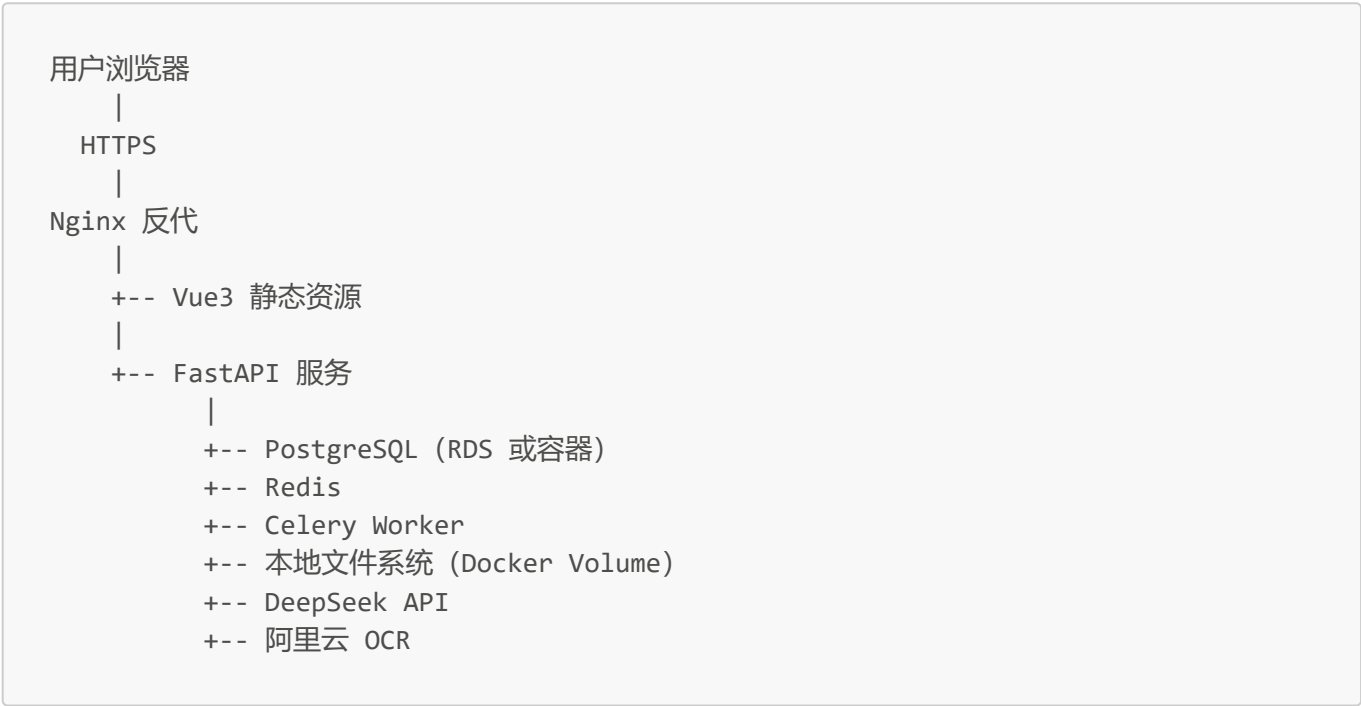 用户浏览器
    |
  HTTPS
    |
Nginx 反代
    |
    +-- Vue3 静态资源
    |
    +-- FastAPI 服务
          |
          +-- PostgreSQL（RDS 或容器）
          +-- Redis
          +-- Celery Worker
          +-- 本地文件系统（Docker Volume）
          +-- DeepSeek API
          +-- 阿里云 OCR